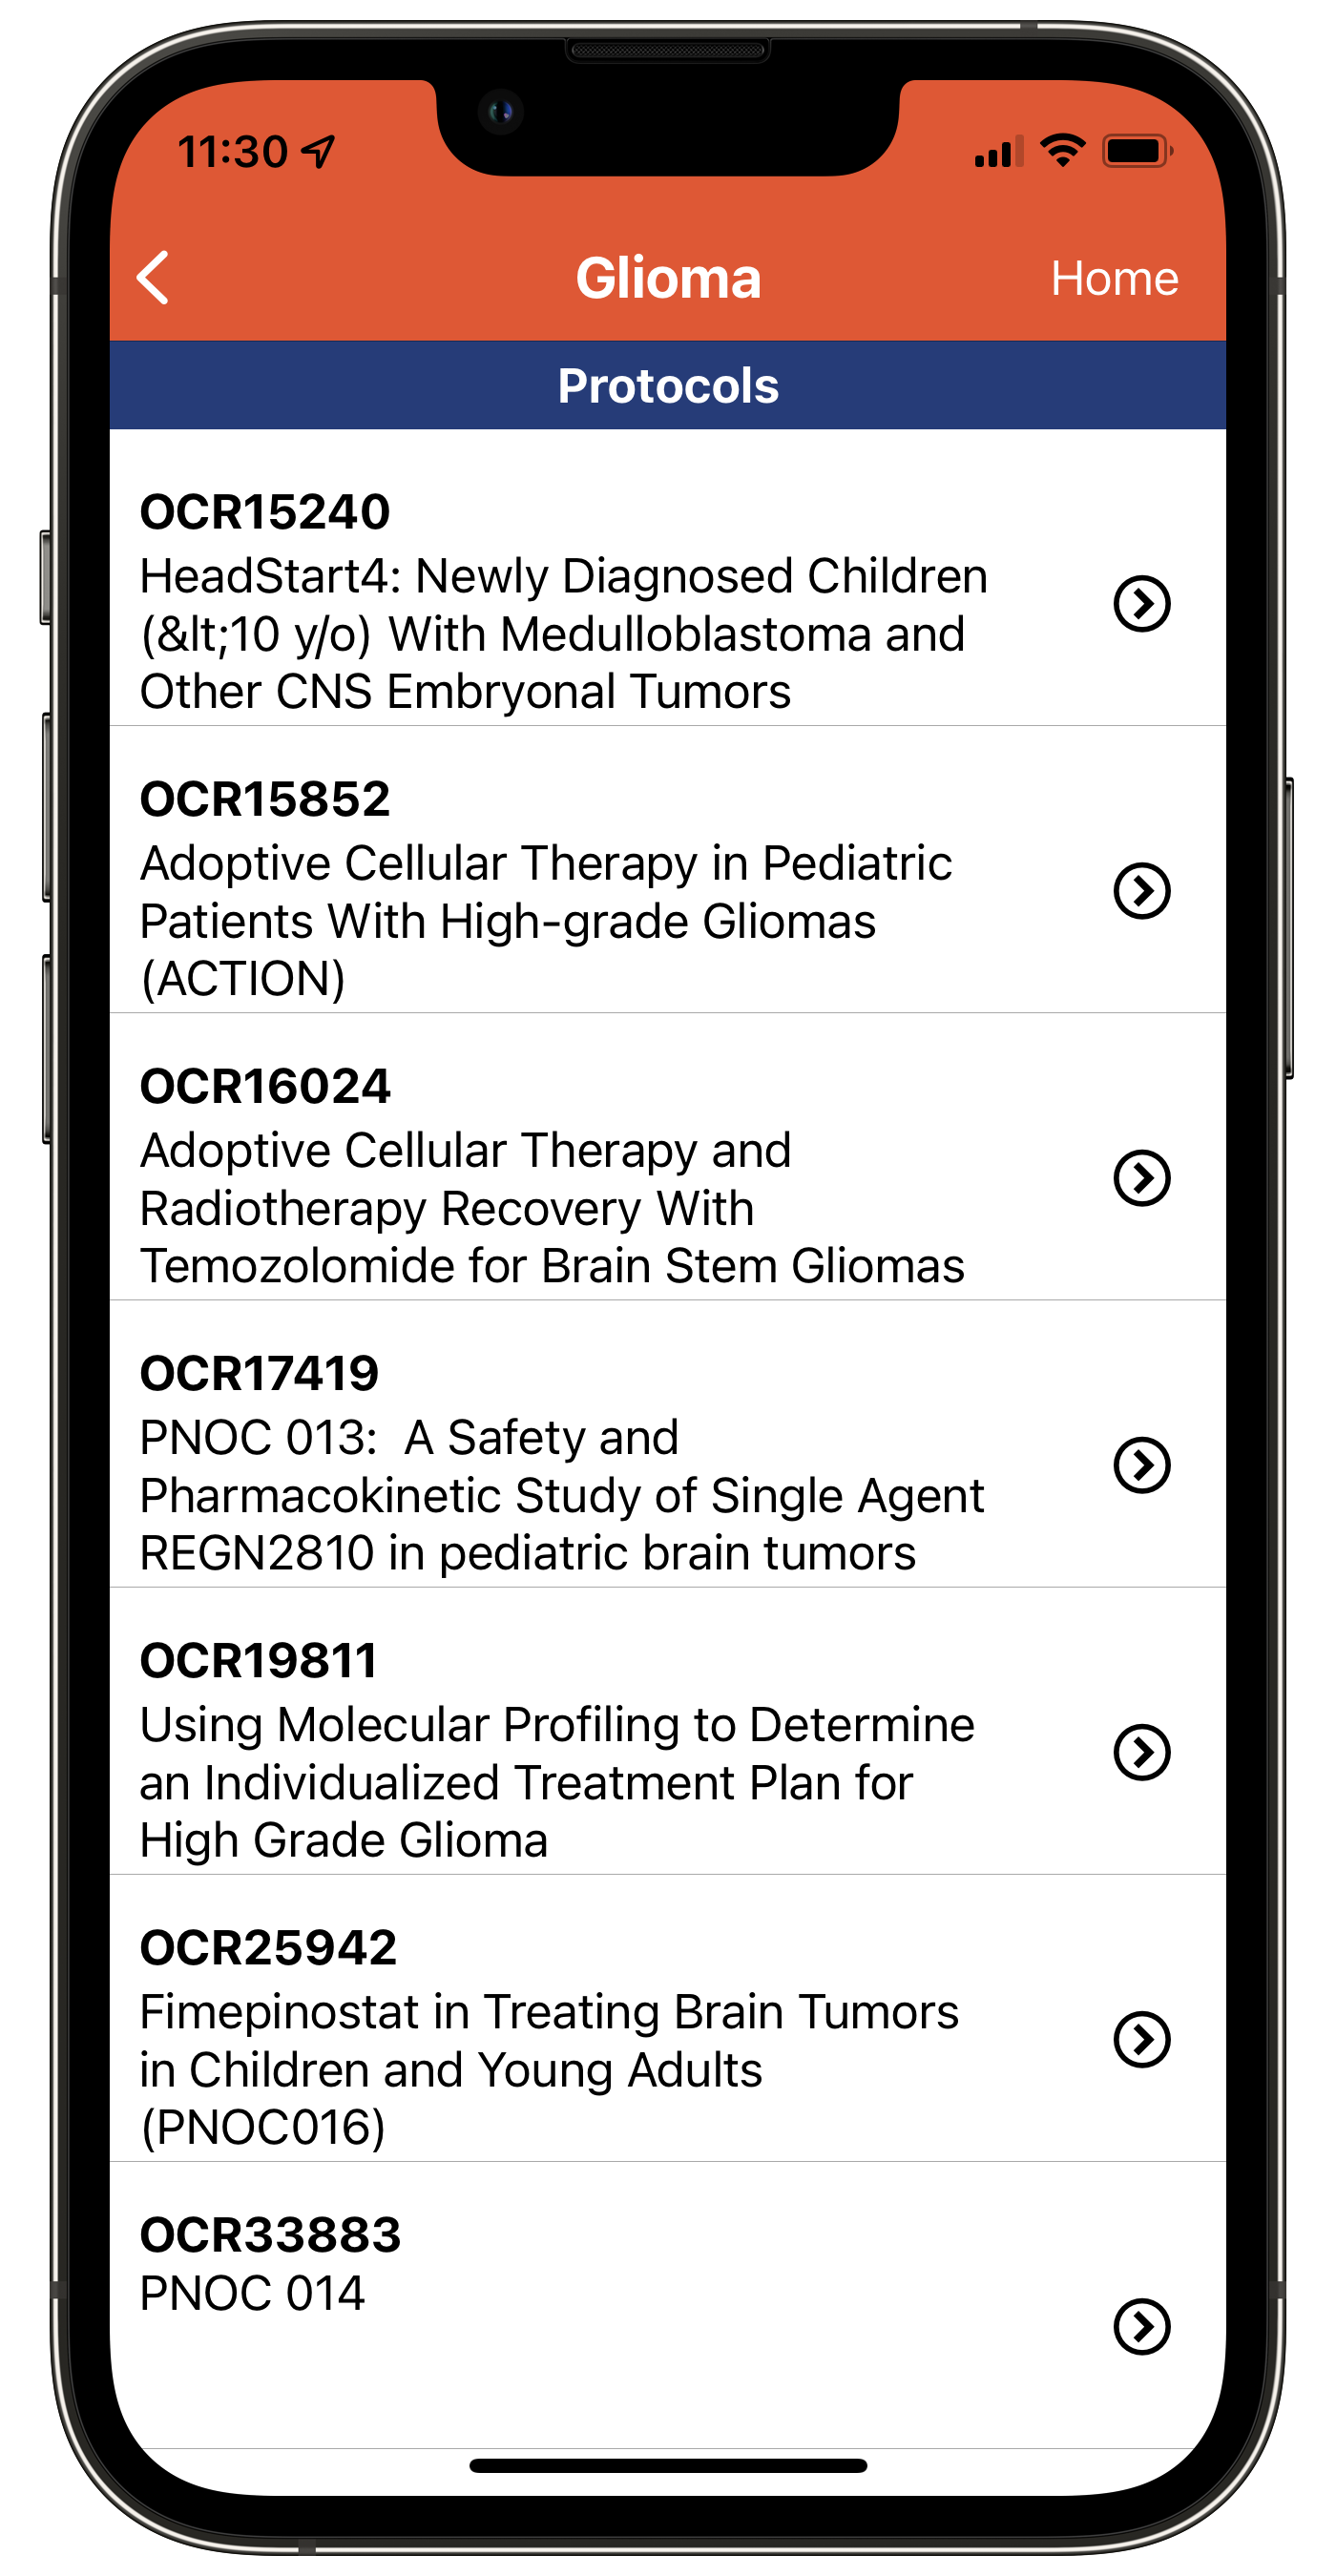 11:30
Glioma
Home
Protocols
OCR15240
HeadStart4: Newly Diagnosed Children
(&lt;10 y/o) With Medulloblastoma and
Other CNS Embryonal Tumors
OCR15852
Adoptive Cellular Therapy in Pediatric
Patients With High-grade Gliomas
(ACTION)
OCR16024
Adoptive Cellular Therapy and
Radiotherapy Recovery With
Temozolomide for Brain Stem Gliomas
OCR17419
PNOC 013:  A Safety and
Pharmacokinetic Study of Single Agent
REGN2810 in pediatric brain tumors
OCR19811
Using Molecular Profiling to Determine
an Individualized Treatment Plan for
High Grade Glioma
OCR25942
Fimepinostat in Treating Brain Tumors
in Children and Young Adults
(PNOC016)
OCR33883
PNOC 014